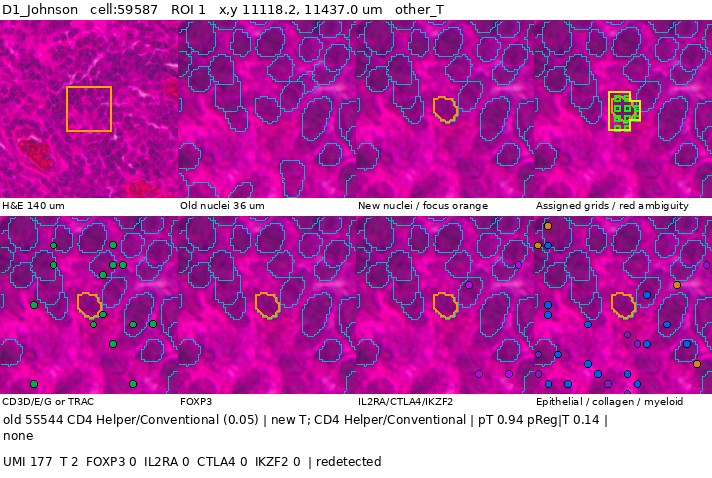 D1_Johnson cell:59587 ROI 1 x,y 11118.2, 11437.0 um other_T
H&E 140 um
Old nuclei 36 um
New nuclei / focus orange
Assigned grids / red ambiguity
CD3D/E/G or TRAC
FOXP3
IL2RA/CTLA4/IKZF2
Epithelial / collagen / myeloid
old 55544 CD4 Helper/Conventional (0.05) | new T; CD4 Helper/Conventional | pT 0.94 pReg|T 0.14 |
none
UMI 177 T 2 FOXP3 0 IL2RA 0 CTLA4 0 IKZF2 0 | redetected